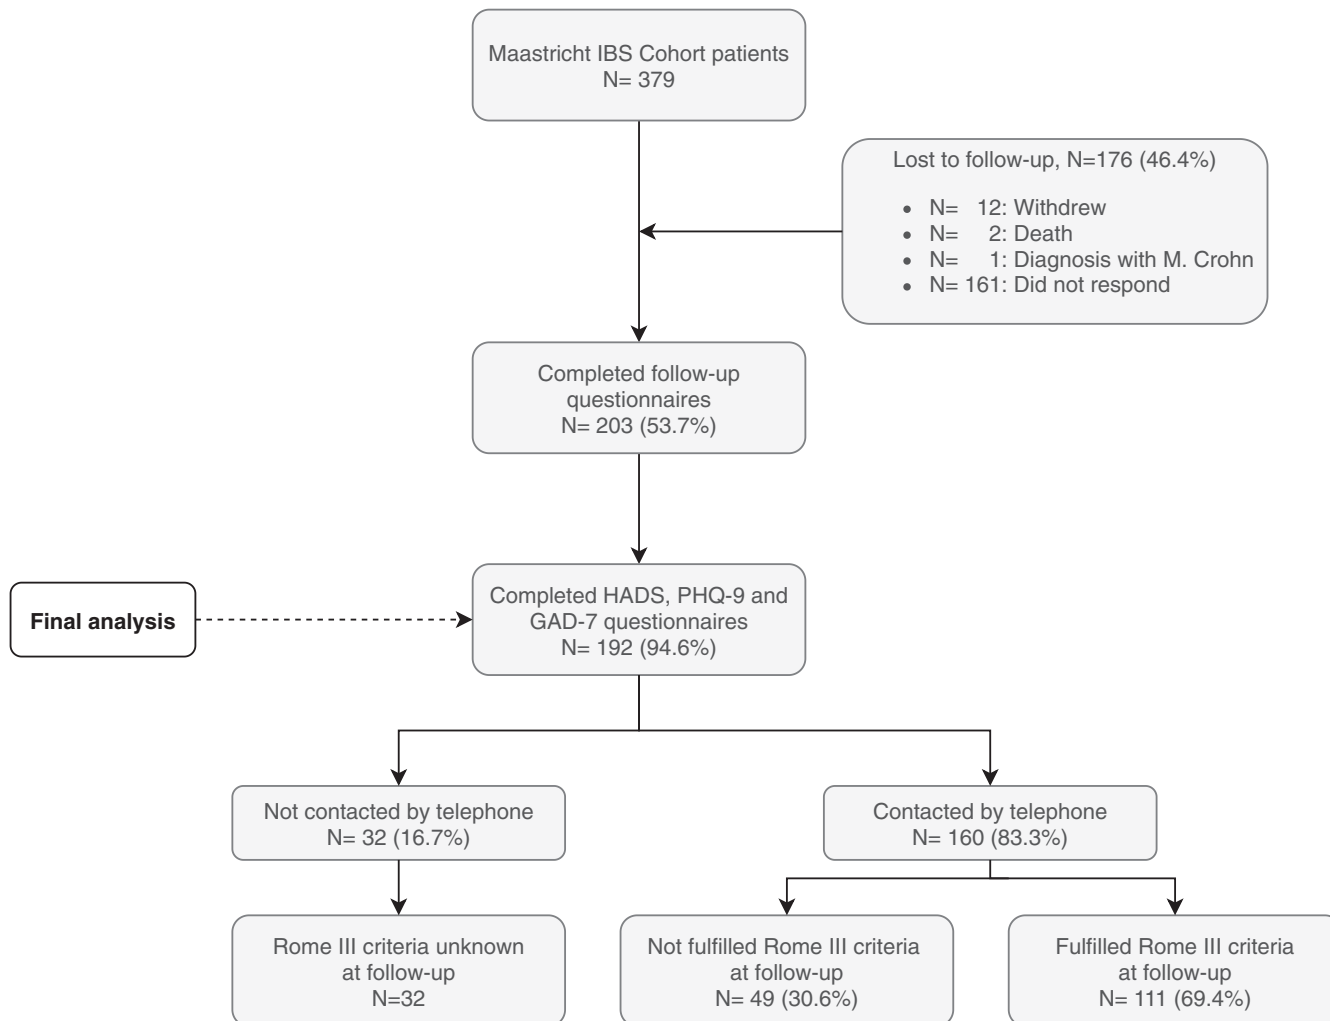 Maastricht IBS Cohort patients
N= 379
Lost to follow-up, N=176 (46.4%)
• N= 12: Withdrew
• N= 2: Death
• N= 1: Diagnosis with M. Crohn
• N= 161: Did not respond
Completed follow-up
questionnaires
N= 203 (53.7%)
Final analysis
Completed HADS, PHQ-9 and
GAD-7 questionnaires
N= 192 (94.6%)
Not contacted by telephone
N= 32 (16.7%)
Contacted by telephone
N= 160 (83.3%)
Rome III criteria unknown
at follow-up
N=32
Not fulfilled Rome III criteria
at follow-up
N= 49 (30.6%)
Fulfilled Rome III criteria
at follow-up
N= 111 (69.4%)